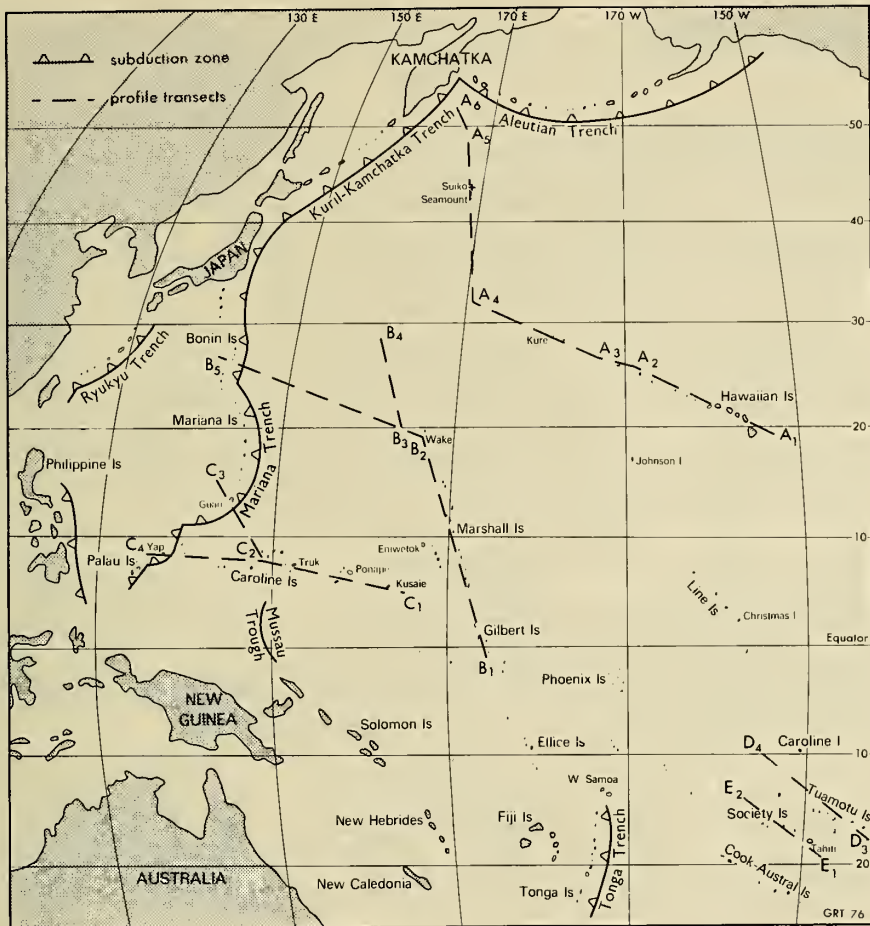 130 E
150 E
170 E
170 W
150 W
subduction zone
profile transects
KAMCHATKA
A6
A5
Aleutian Trench
50
Kuril-Kamchatka Trench
Suiko
Seamount
40
JAPAN
A4
30
Bonin Is
B4
B5
Kure
A3
A2
Ryukyu Trench
Hawaiian Is
A1
Mariana Is
Mariana Trench
B3
B2
Wake
20
Philippine Is
C3
Guam
Johnson I
Marshall Is
10
C4
Yap
C2
Eniwetok
Palau Is
Truk
Ponape
Caroline Is
Kusaie
C1
Line Is
Christmas I
Mussau
Trough
Gilbert Is
Equator
B1
NEW
GUINEA
Phoenix Is
Solomon Is
Ellice Is
D4
Caroline I
10
W Samoa
E2
Tuamotu Is
New Hebrides
Fiji Is
Society Is
Tahiti
D3
Tonga Trench
Cook-Austral Is
E1
20
AUSTRALIA
New Caledonia
Tonga Is
GRT 76